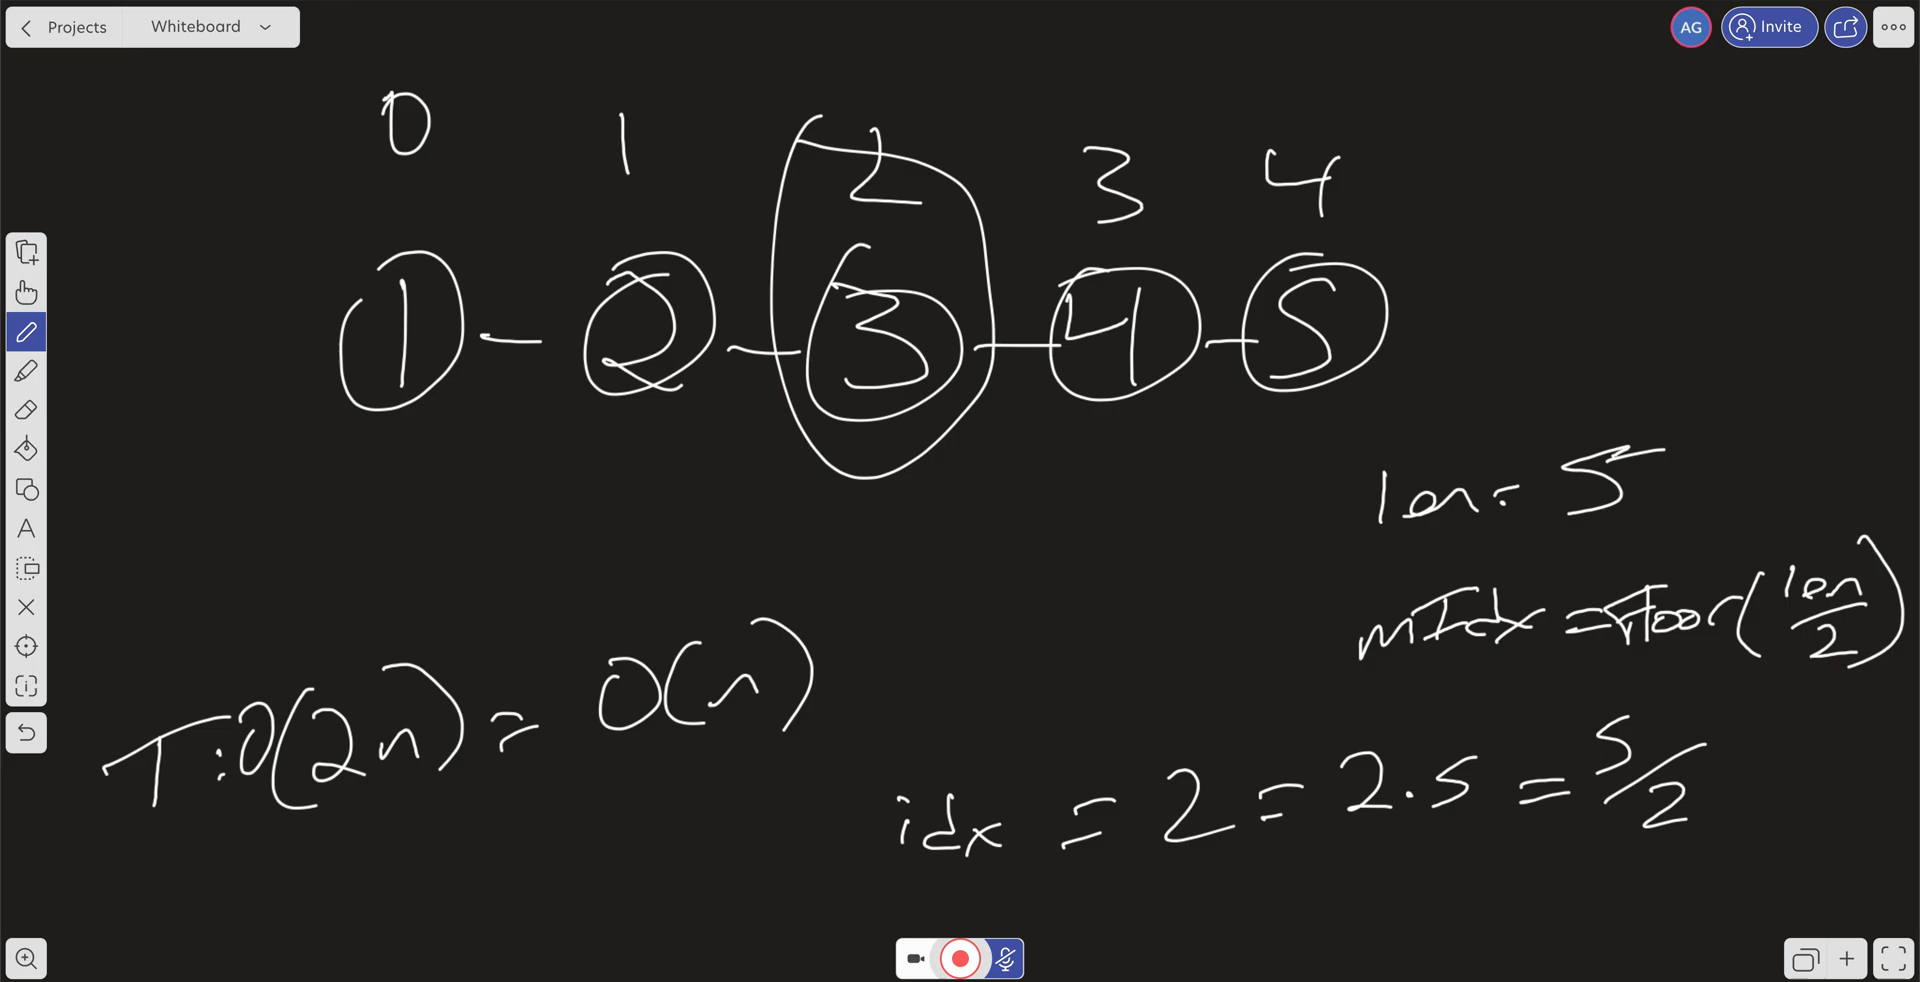 Projects Whiteboard AG Invite
0 1 2 3 4
1 - 2 - 3 - 4 - 5
len = 5
mIdx = floor(len/2)
T:O(2n) = O(n)
idx = 2 = 2.5 = 5/2